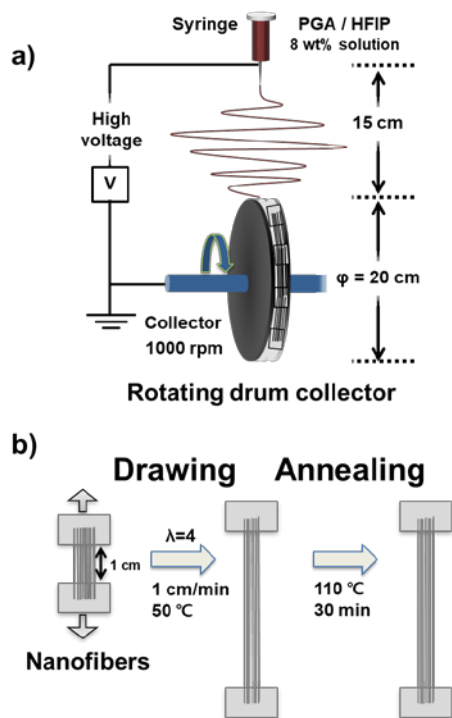 a)
Syringe
PGA / HFIP
8 wt% solution
High
voltage
V
15 cm
φ = 20 cm
Collector
1000 rpm
Rotating drum collector
b)
Drawing
Annealing
1 cm
λ=4
1 cm/min
50 ℃
110 ℃
30 min
Nanofibers